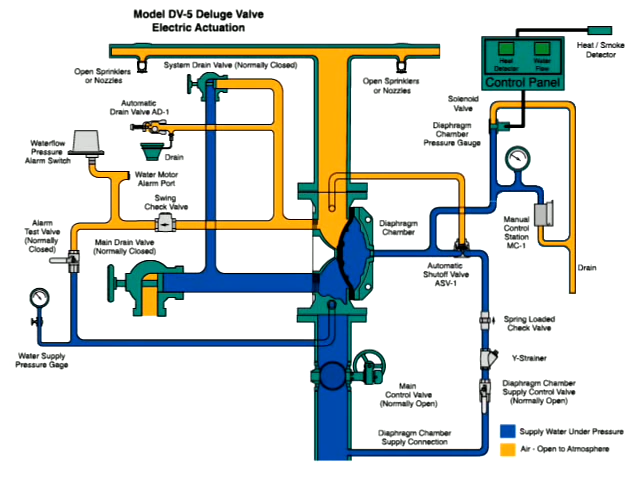 Model DV-5 Deluge Valve
Electric Actuation
Heat / Smoke
Detector
Heat
Detector
Water
Flow
Control Panel
System Drain Valve (Normally Closed)
Open Sprinklers
or Nozzles
Open Sprinklers
or Nozzles
Automatic
Drain Valve AD-1
Solenoid
Valve
Diaphragm
Chamber
Pressure Gauge
Waterflow
Pressure
Alarm Switch
Drain
Water Motor
Alarm Port
Swing
Check Valve
Alarm
Test Valve
(Normally
Closed)
Main Drain Valve
(Normally Closed)
Diaphragm
Chamber
Manual
Control
Station
MC-1
Automatic
Shutoff Valve
ASV-1
Drain
Spring Loaded
Check Valve
Water Supply
Pressure Gage
Y-Strainer
Main
Control Valve
(Normally Open)
Diaphragm Chamber
Supply Control Valve
(Normally Open)
Diaphragm Chamber
Supply Connection
Supply Water Under Pressure
Air - Open to Atmosphere